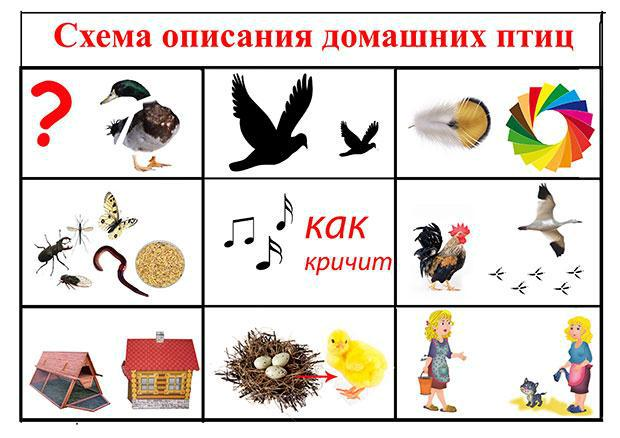 Схема описания домашних птиц
?
как
кричит